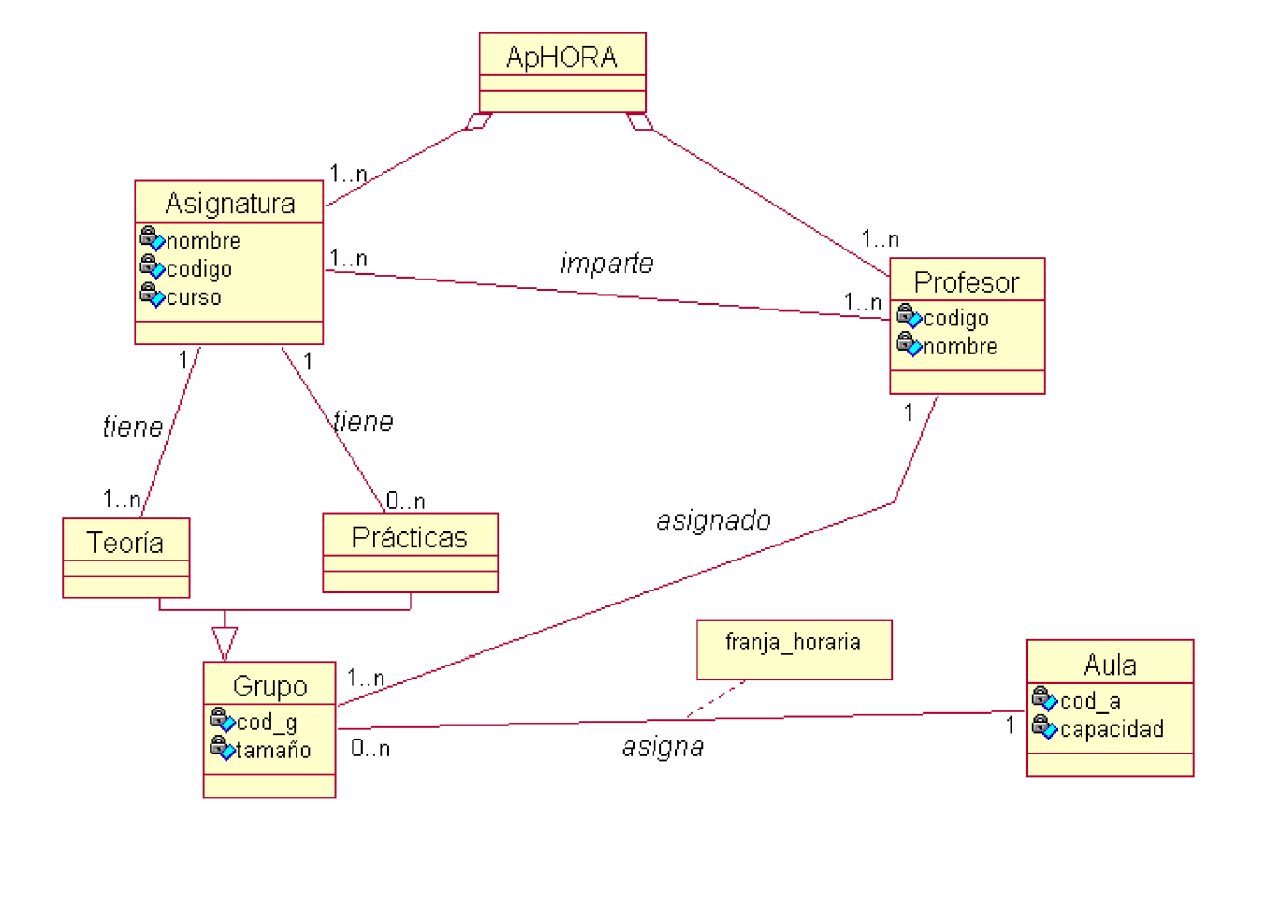 ApHORA
1..n
Asignatura
nombre
codigo
curso
1..n
imparte
1..n
1..n
Profesor
codigo
nombre
1
1
1
tiene
tiene
1..n
0..n
Teoría
Prácticas
asignado
franja_horaria
Grupo
cod_g
tamaño
1..n
0..n
asigna
1
Aula
cod_a
capacidad